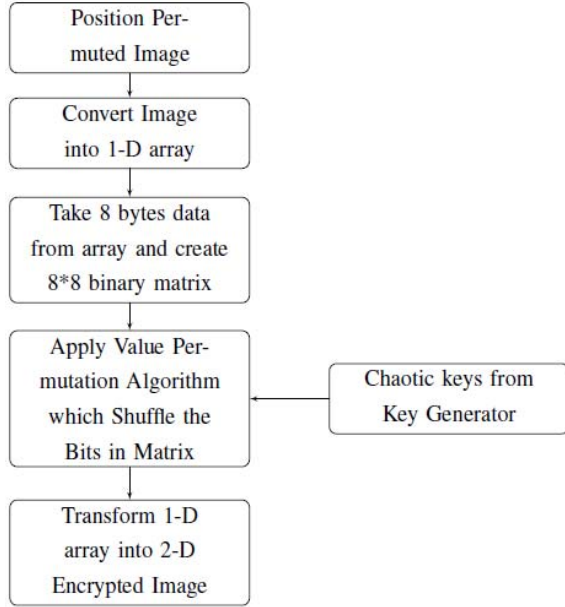 Position Per-
muted Image
Convert Image
into 1-D array
Take 8 bytes data
from array and create
8*8 binary matrix
Apply Value Per-
mutation Algorithm
which Shuffle the
Bits in Matrix
Chaotic keys from
Key Generator
Transform 1-D
array into 2-D
Encrypted Image